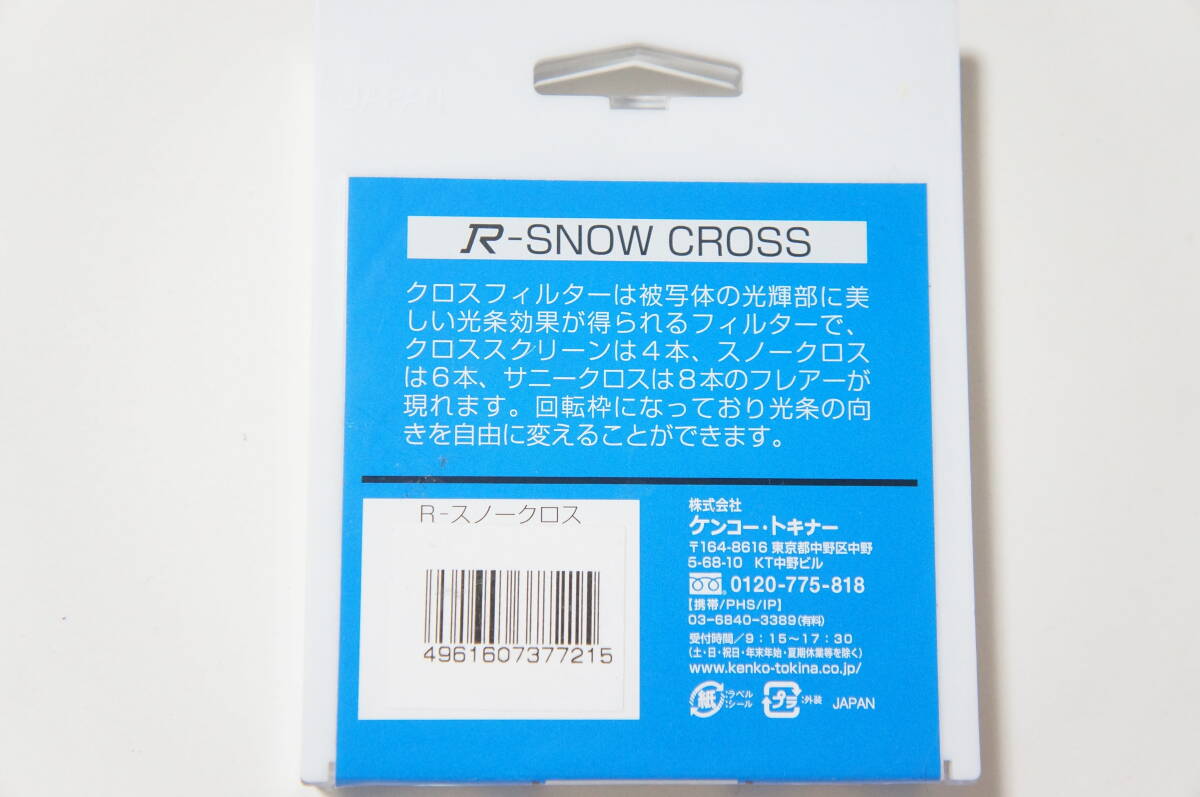 JAPAN
R-SNOW CROSS
クロスフィルターは被写体の光輝部に美
しい光条効果が得られるフィルターで、
クロススクリーンは4本、スノークロス
は6本、サニークロスは8本のフレアーが
現れます。回転枠になっており光条の向
きを自由に変えることができます。
R-スノークロス
4961607377215
株式会社
ケンコー・トキナー
〒164-8616 東京都中野区中野
5-68-10 KT中野ビル
0120-775-818
【携帯/PHS/IP】
03-6840-3389(有料)
受付時間/9:15〜17:30
(土・日・祝日・年末年始・夏期休業等を除く)
www.kenko-tokina.co.jp/
紙 :ラベル シール プラ :外装 JAPAN